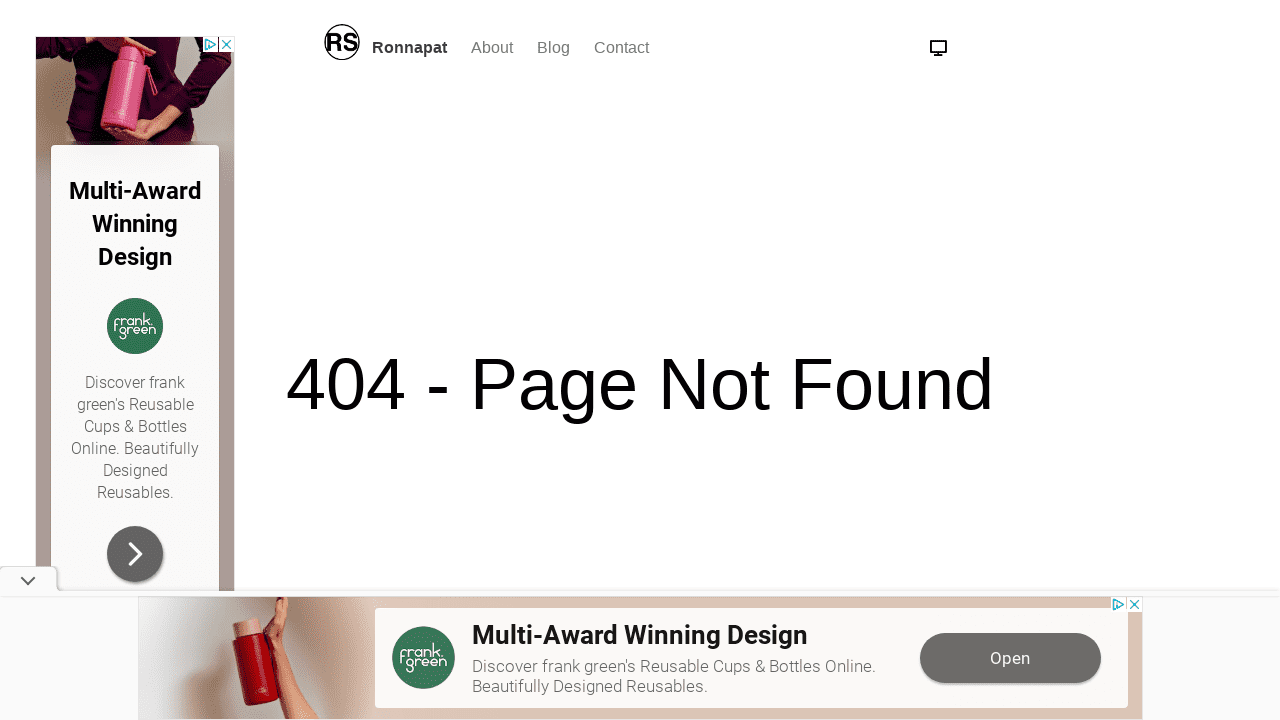 RS Ronnapat About Blog Contact
Multi-Award
Winning
Design
frank.
green
Discover frank
green's Reusable
Cups & Bottles
Online. Beautifully
Designed
Reusables.
404 - Page Not Found
frank.
green
Multi-Award Winning Design
Discover frank green's Reusable Cups & Bottles Online.
Beautifully Designed Reusables.
Open